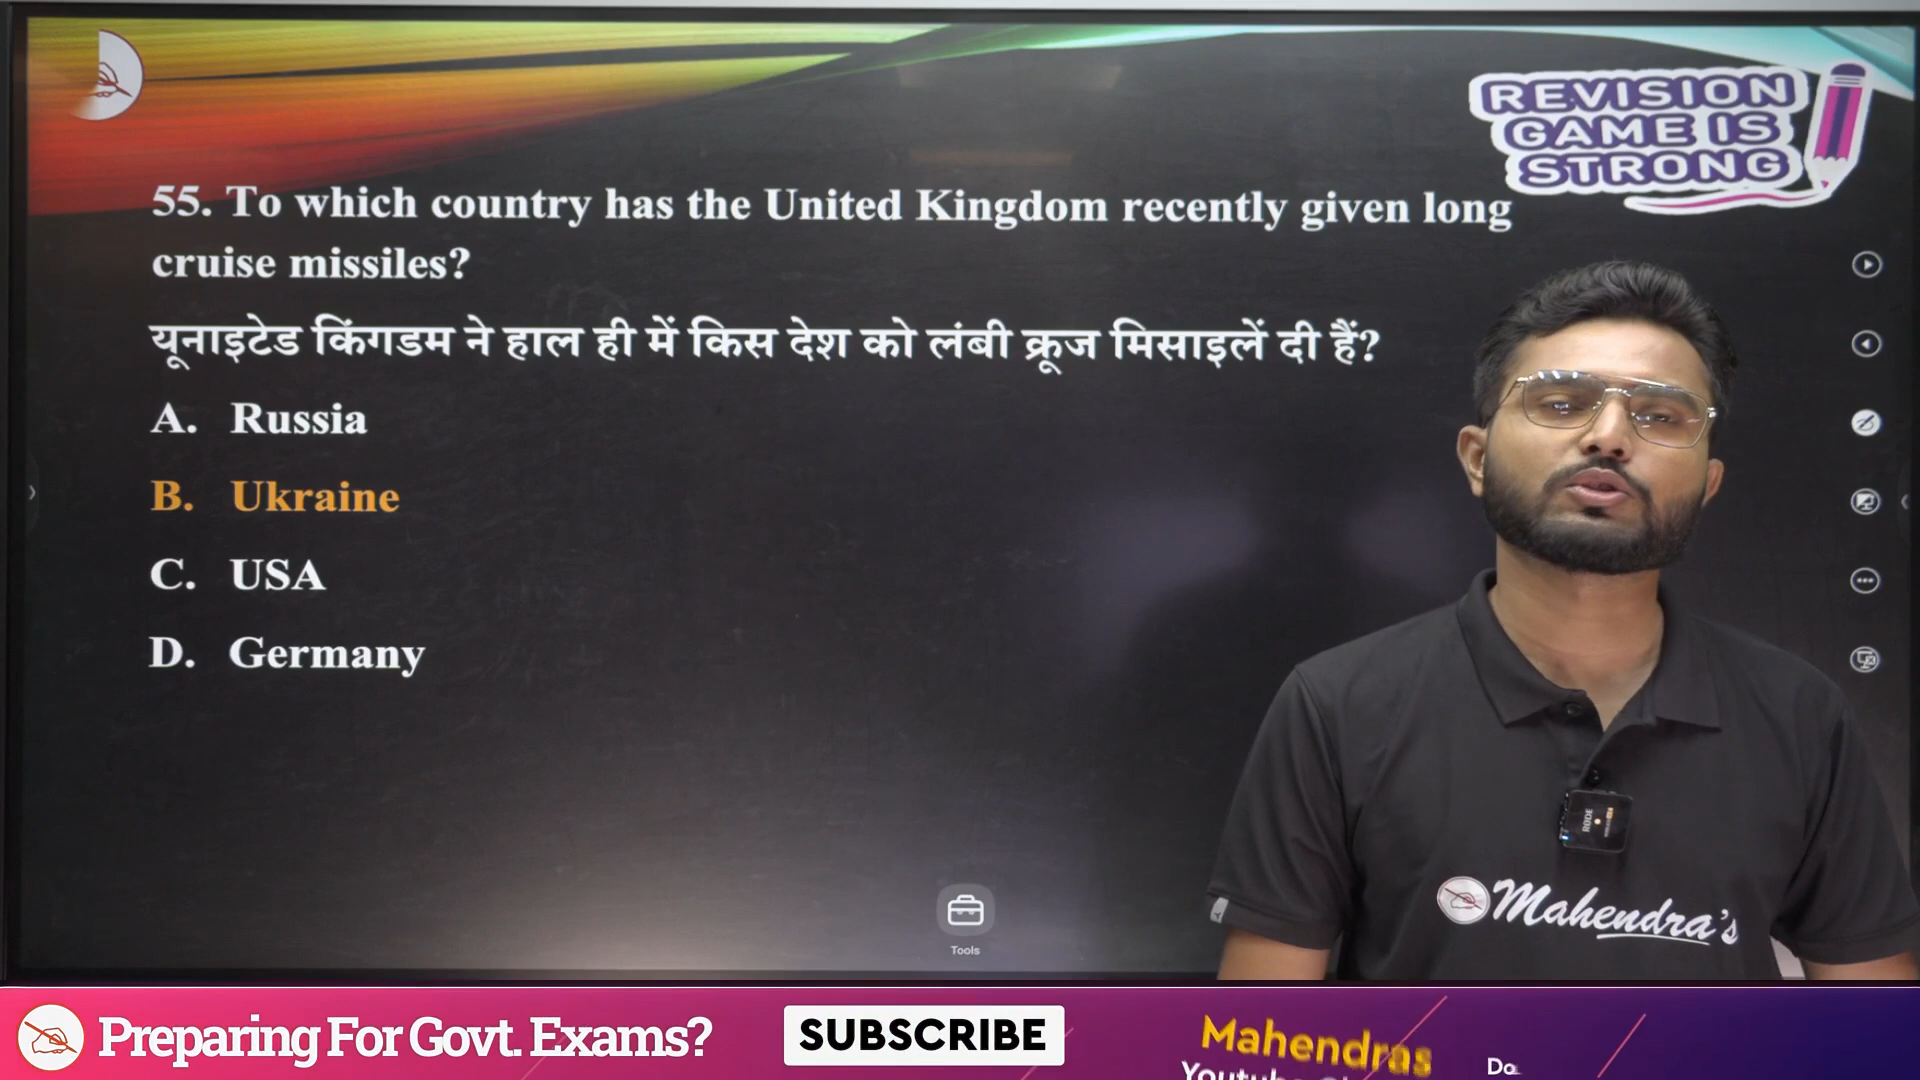 REVISION
GAME IS
STRONG
55. To which country has the United Kingdom recently given long
cruise missiles?
यूनाइटेड किंगडम ने हाल ही में किस देश को लंबी क्रूज मिसाइलें दी हैं?
A. Russia
B. Ukraine
C. USA
D. Germany
RODE
Mahendra's
Tools
Preparing For Govt. Exams?
SUBSCRIBE
Mahendras